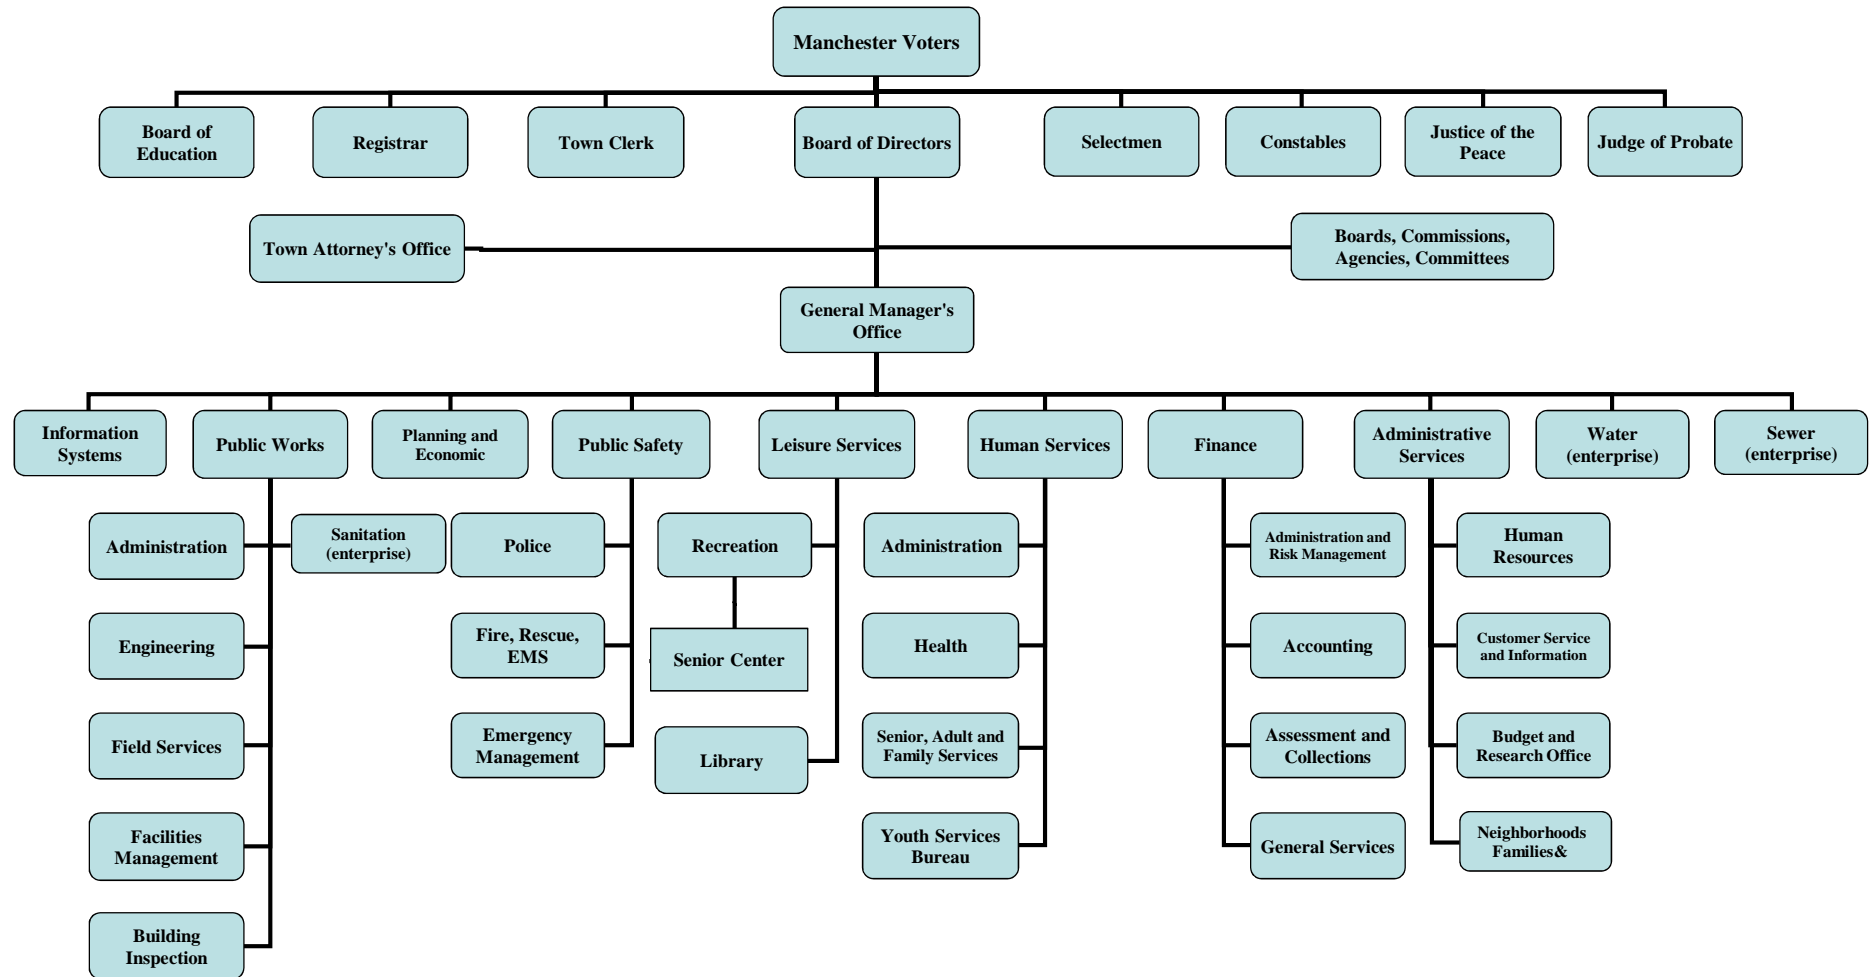 Manchester Voters
Board of
Education
Registrar
Town Clerk
Board of Directors
Selectmen
Constables
Justice of the
Peace
Judge of Probate
Town Attorney's Office
Boards, Commissions,
Agencies, Committees
General Manager's
Office
Information
Systems
Public Works
Planning and
Economic
Public Safety
Leisure Services
Human Services
Finance
Administrative
Services
Water
(enterprise)
Sewer
(enterprise)
Administration
Sanitation
(enterprise)
Engineering
Field Services
Facilities
Management
Building
Inspection
Police
Fire, Rescue,
EMS
Emergency
Management
Recreation
Senior Center
Library
Administration
Health
Senior, Adult and
Family Services
Youth Services
Bureau
Administration and
Risk Management
Accounting
Assessment and
Collections
General Services
Human
Resources
Customer Service
and Information
Budget and
Research Office
Neighborhoods
Families&